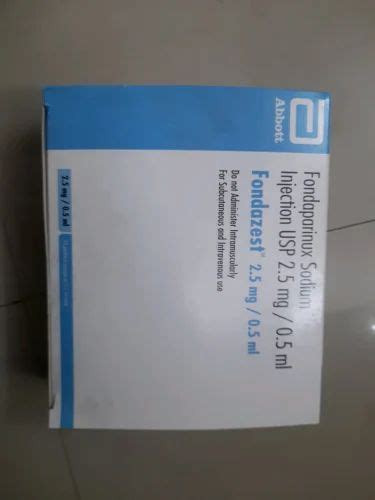 Abbott
Fondaparinux Sodium
Injection USP 2.5 mg / 0.5 ml
Fondazest™ 2.5 mg / 0.5 ml
Do not Administer Intramuscularly
For Subcutaneous and Intravenous use
2.5 mg / 0.5 ml